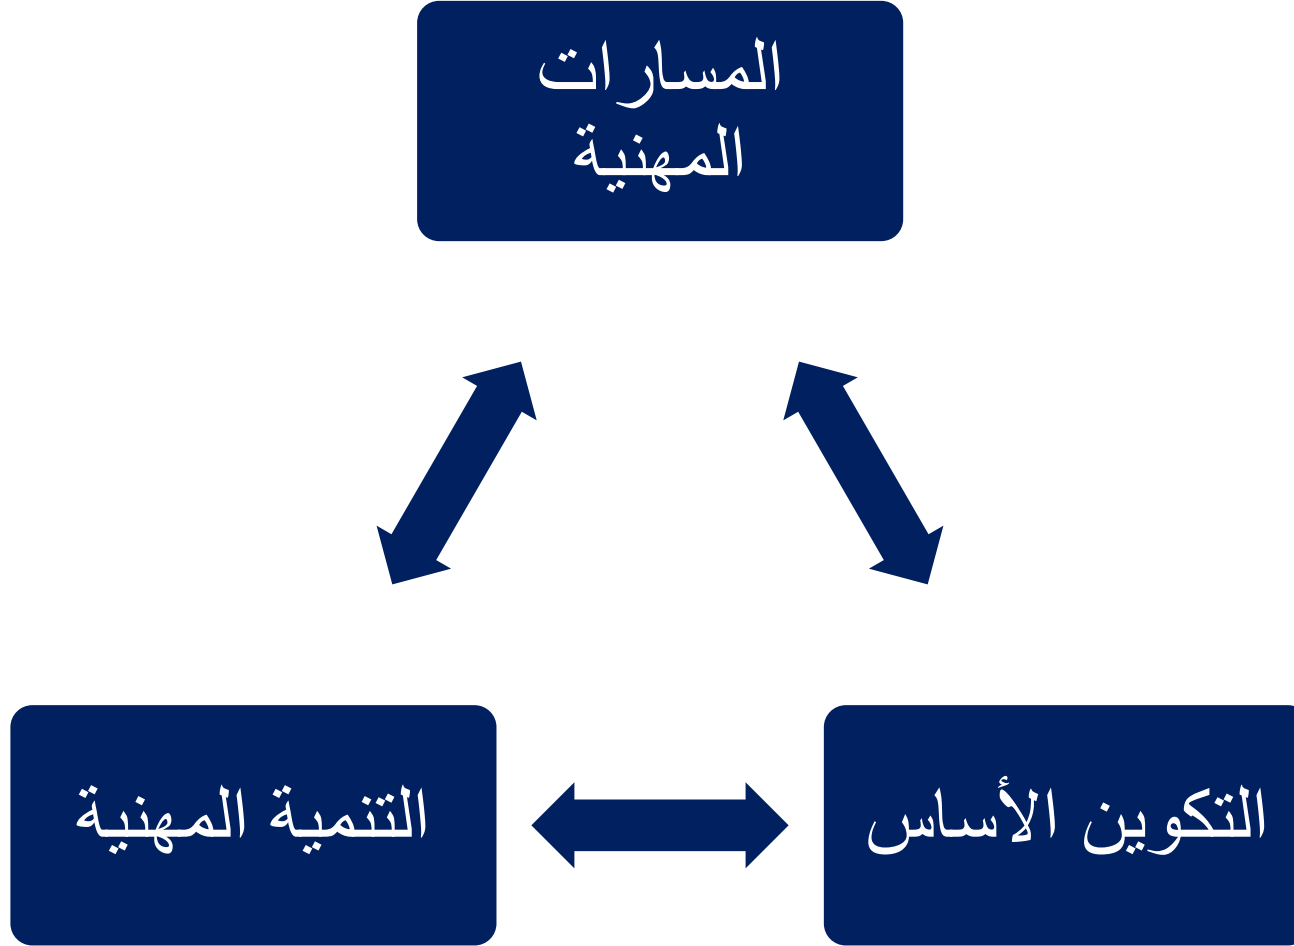 المسارات
المهنية
التكوين الأساس
التنمية المهنية